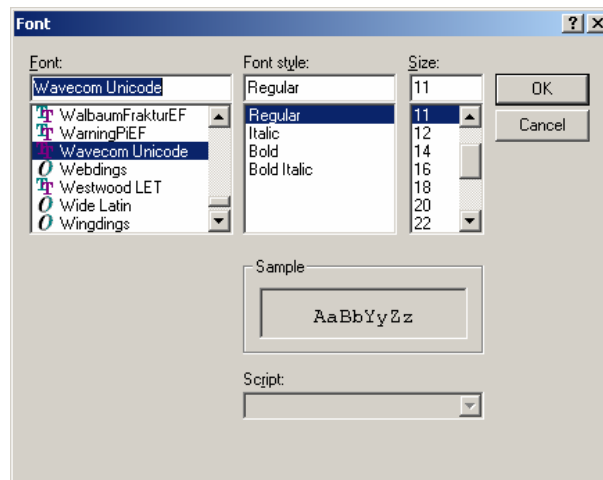 Font
Font: Font style: Size:
Wavecom Unicode Regular 11 OK
WalbaumFrakturEF Regular 11 Cancel
WarningPiEF Italic 12
Wavecom Unicode Bold 14
Webdings Bold Italic 16
Westwood LET 18
Wide Latin 20
Wingdings 22
Sample
AaBbYyZz
Script: